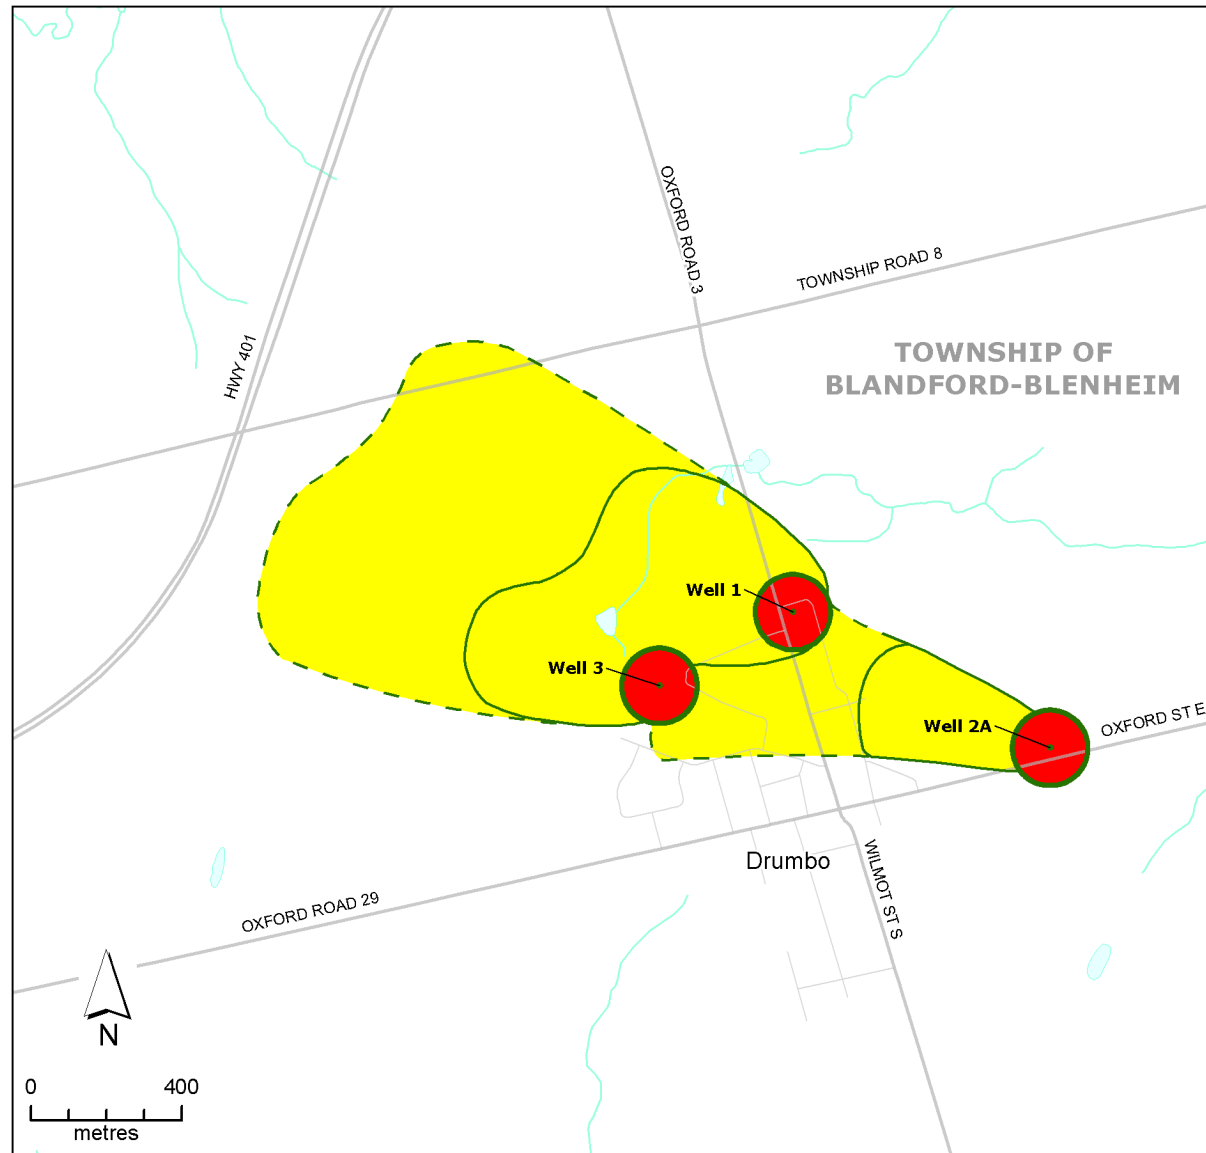 OXFORD ROAD 3
TOWNSHIP ROAD 8
HWY 401
TOWNSHIP OF
BLANDFORD-BLENHEIM
Well 1
Well 3
Well 2A
OXFORD ST E
Drumbo
WILMOT ST S
OXFORD ROAD 29
N
0 400
metres